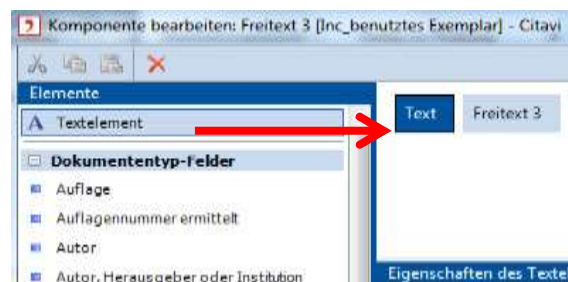 Komponente bearbeiten: Freitext 3 [Inc_benutztes Exemplar] - Citavi
Elemente
A Textelement
Text Freitext 3
Dokumententyp-Felder
Auflage
Auflagennummer ermittelt
Autor
Autor, Herausgeber oder Institution
Eigenschaften des Textel